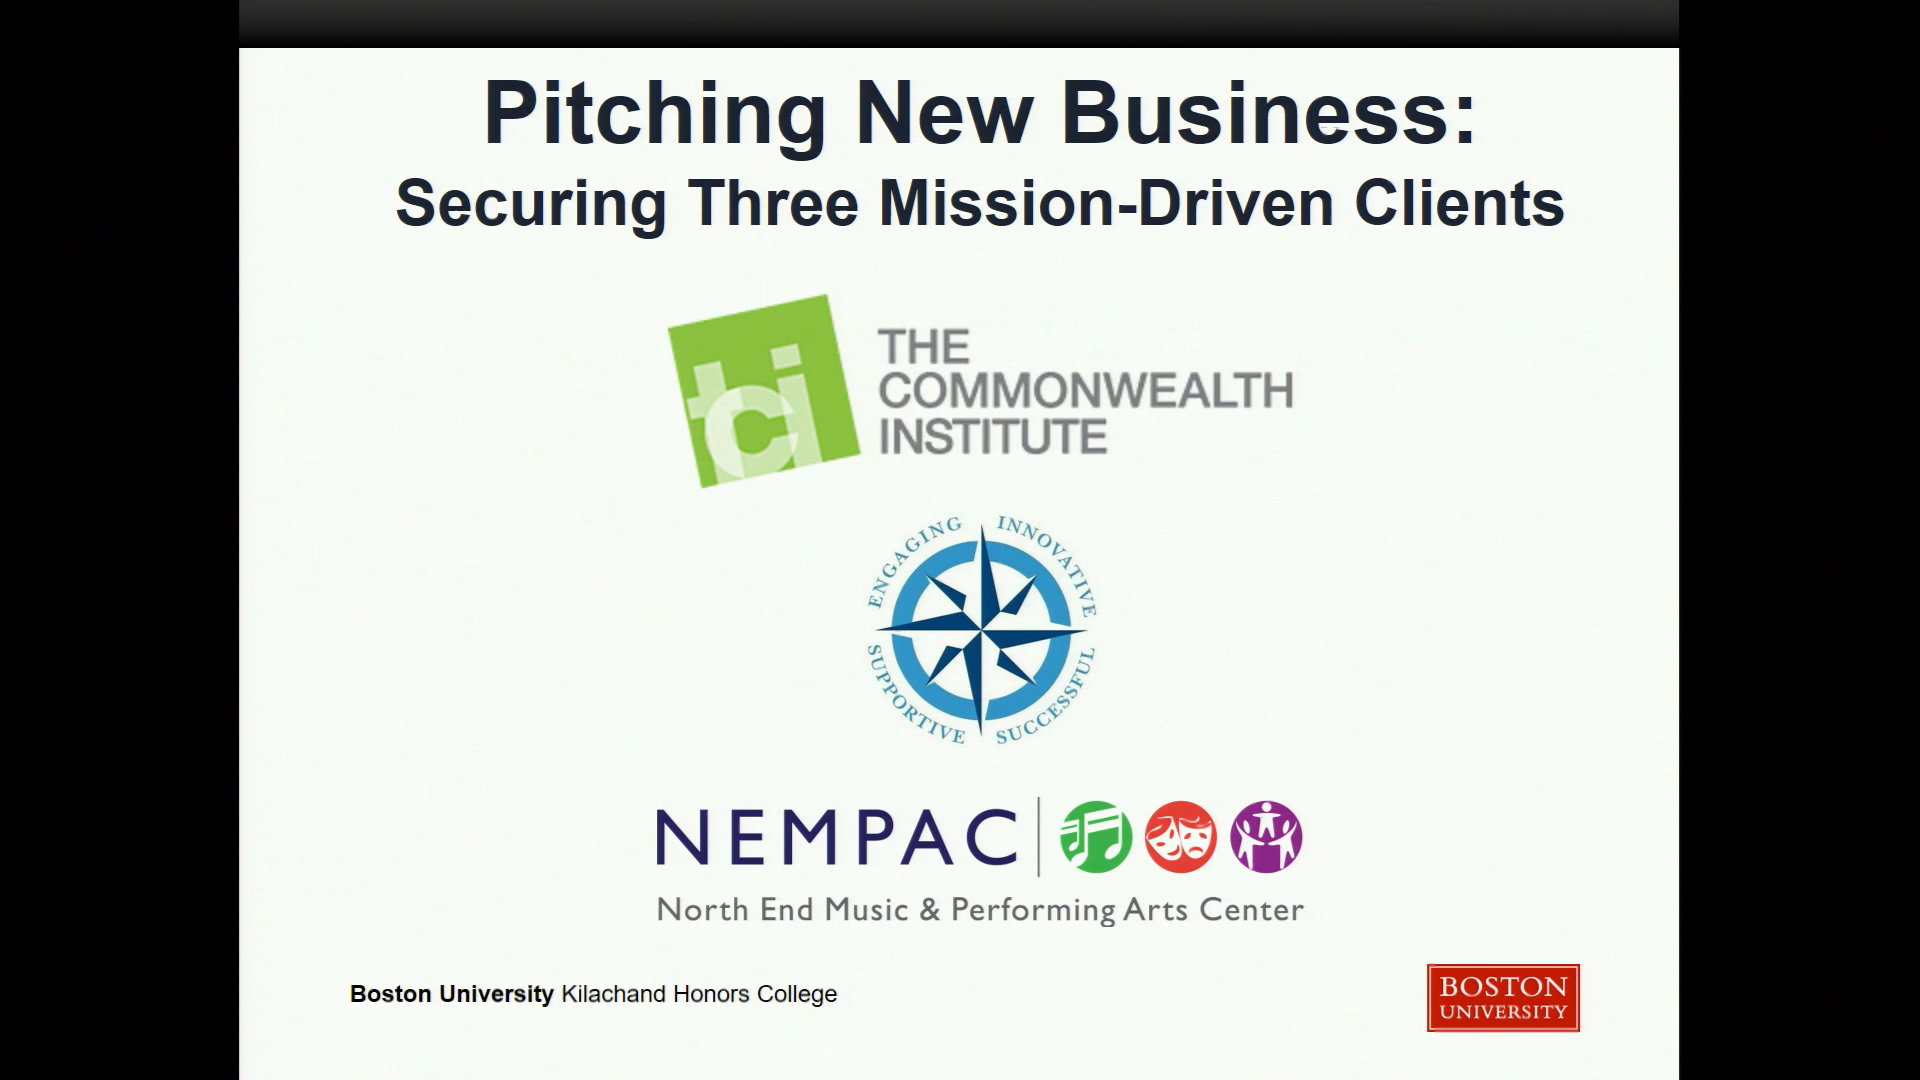 Pitching New Business:
Securing Three Mission-Driven Clients
tci
THE
COMMONWEALTH
INSTITUTE
ENGAGING INNOVATIVE
SUPPORTIVE SUCCESSFUL
NEMPAC
North End Music & Performing Arts Center
Boston University Kilachand Honors College
BOSTON
UNIVERSITY